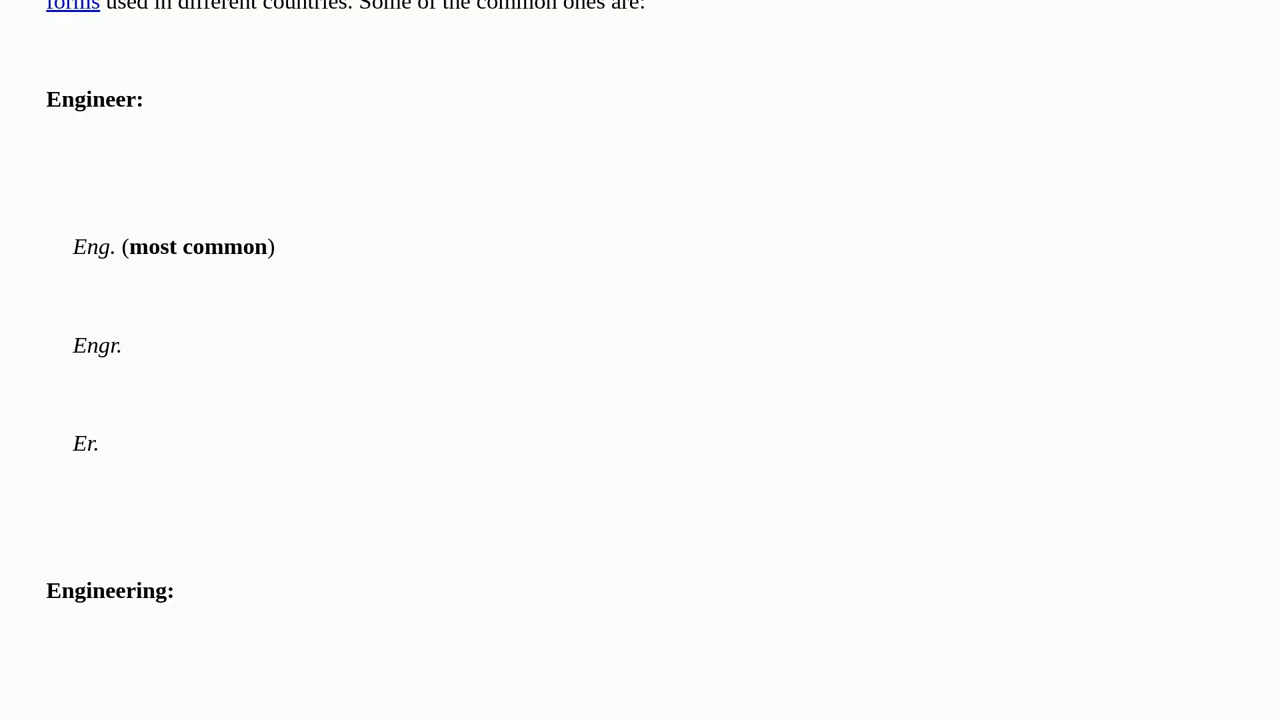 forms used in different countries. Some of the common ones are:
Engineer:
Eng. (most common)
Engr.
Er.
Engineering: